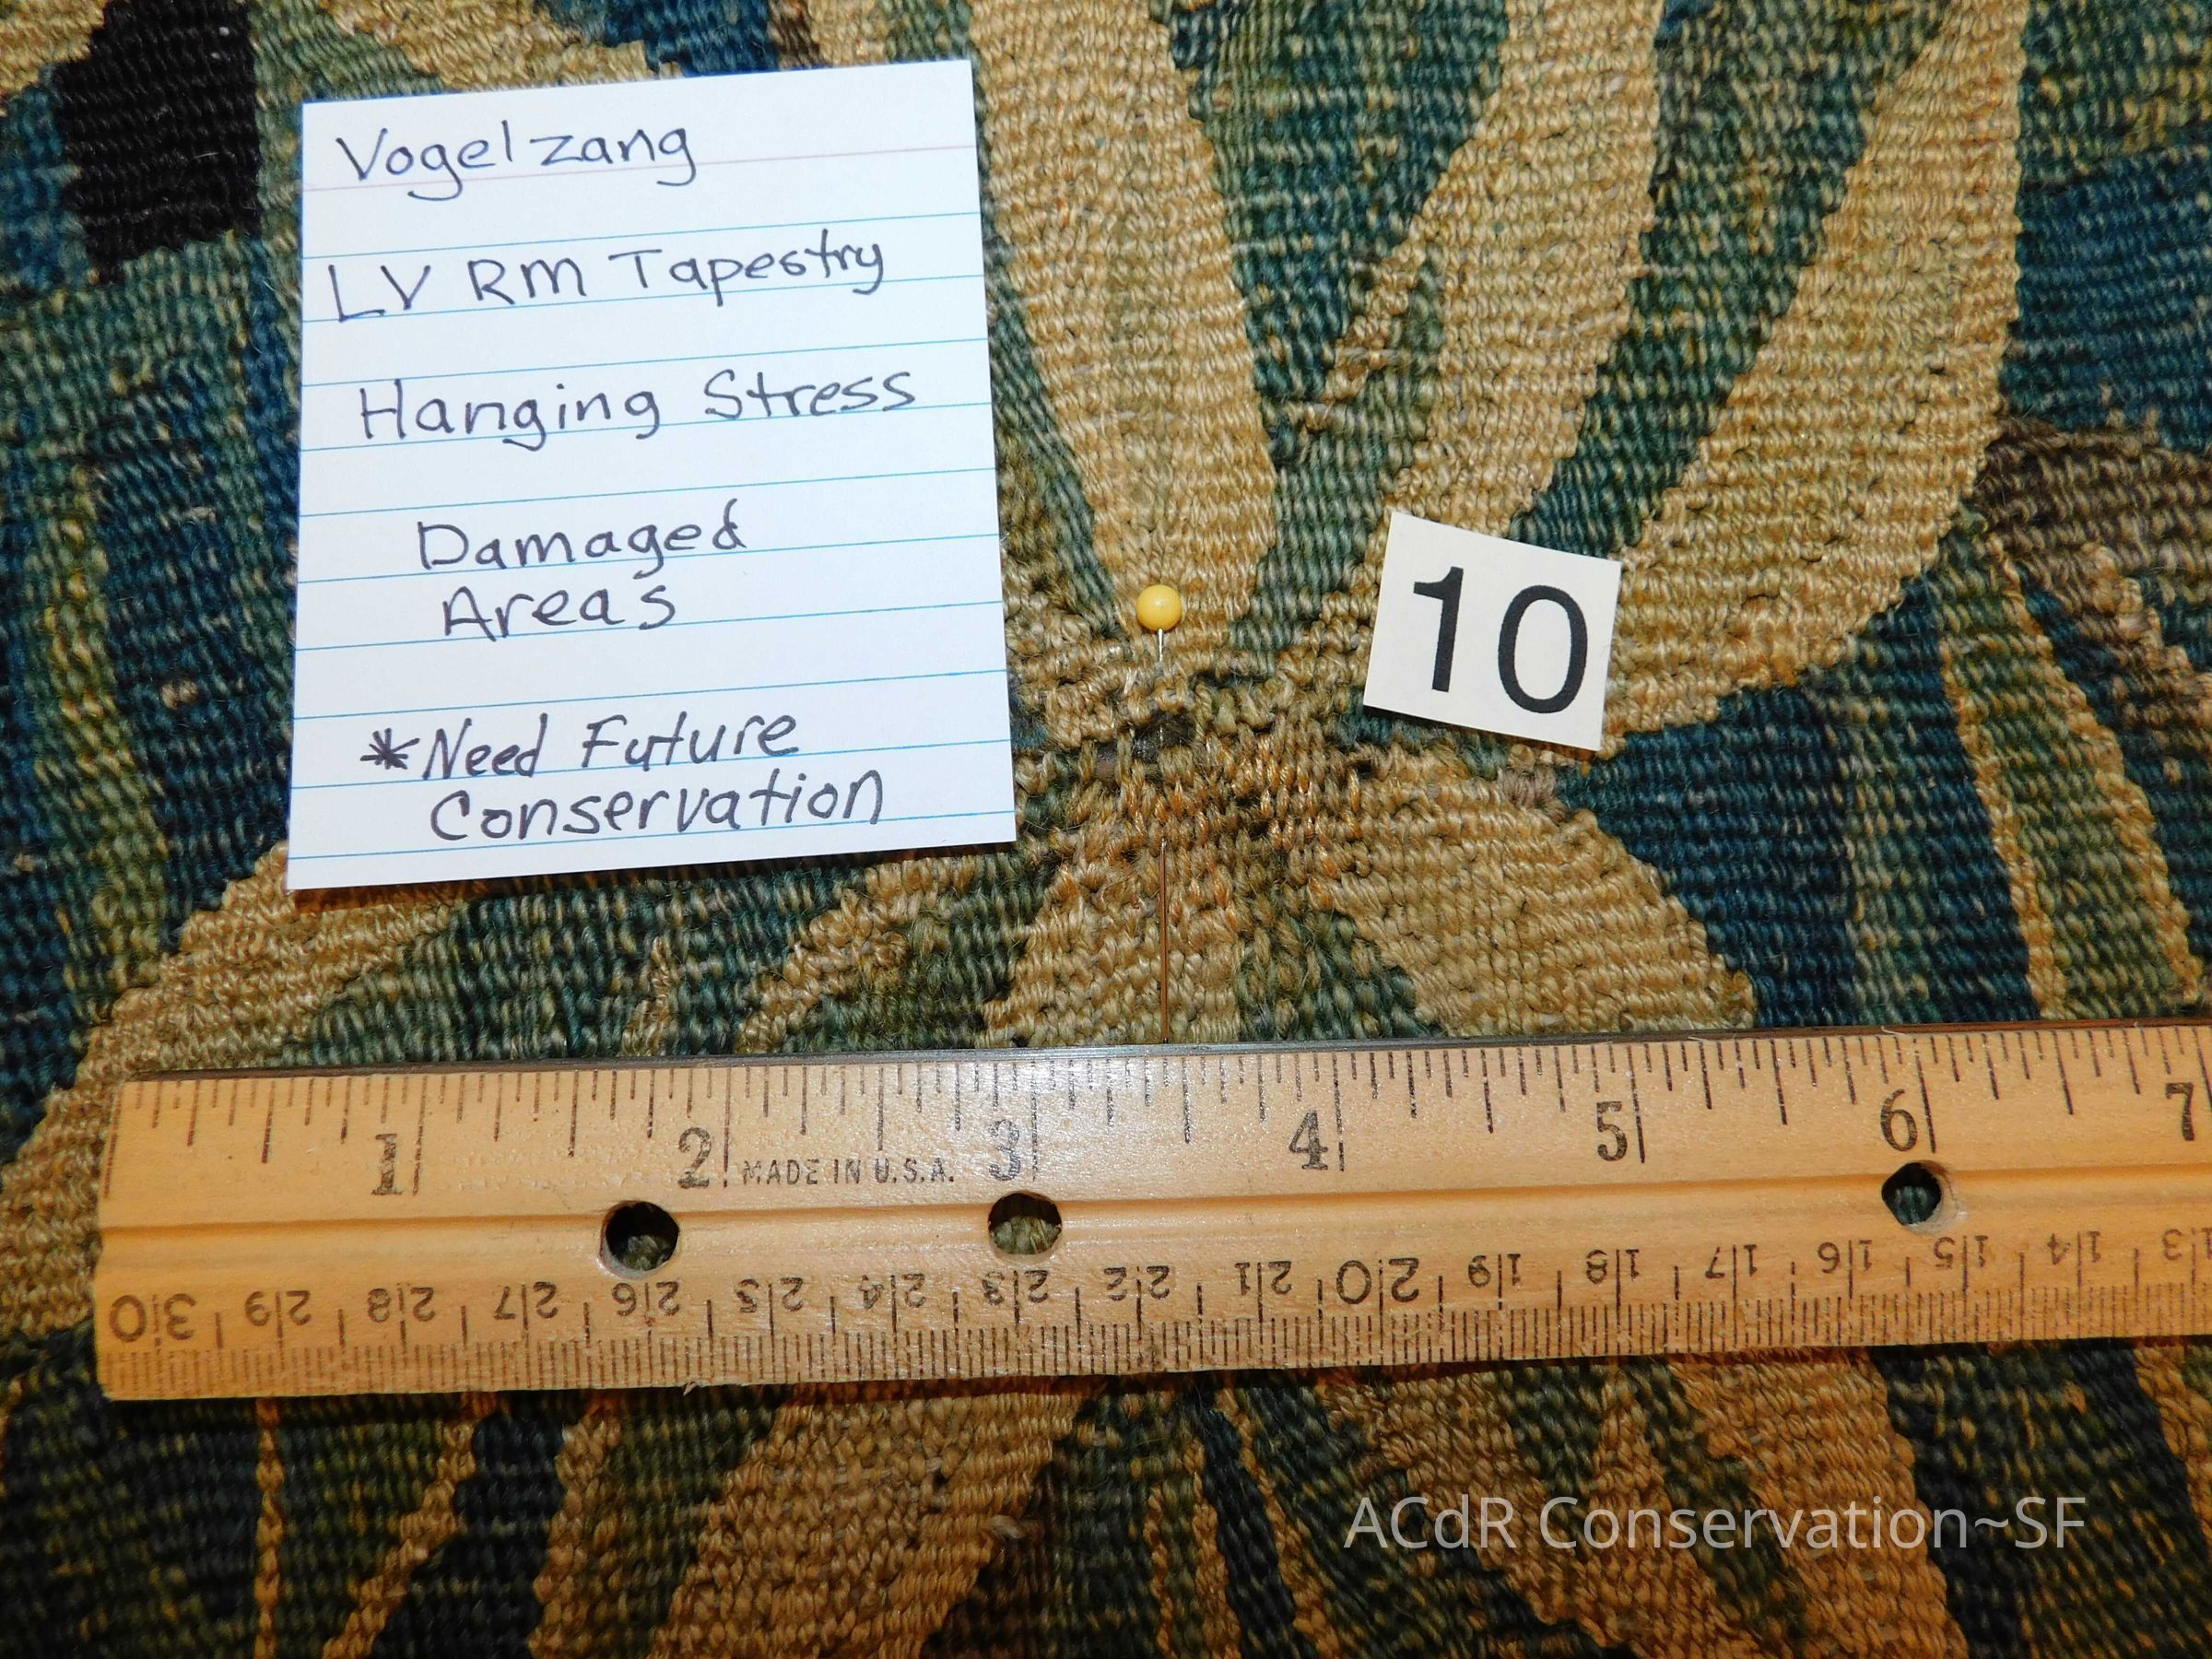 Vogelzang
LV RM Tapestry
Hanging Stress
Damaged
Areas
*Need Future
Conservation
10
1 2 3 4 5 6 7
MADE IN U.S.A.
30 29 28 27 26 25 24 23 22 21 20 19 18 17 16 15 14 13
ACdR Conservation~SF